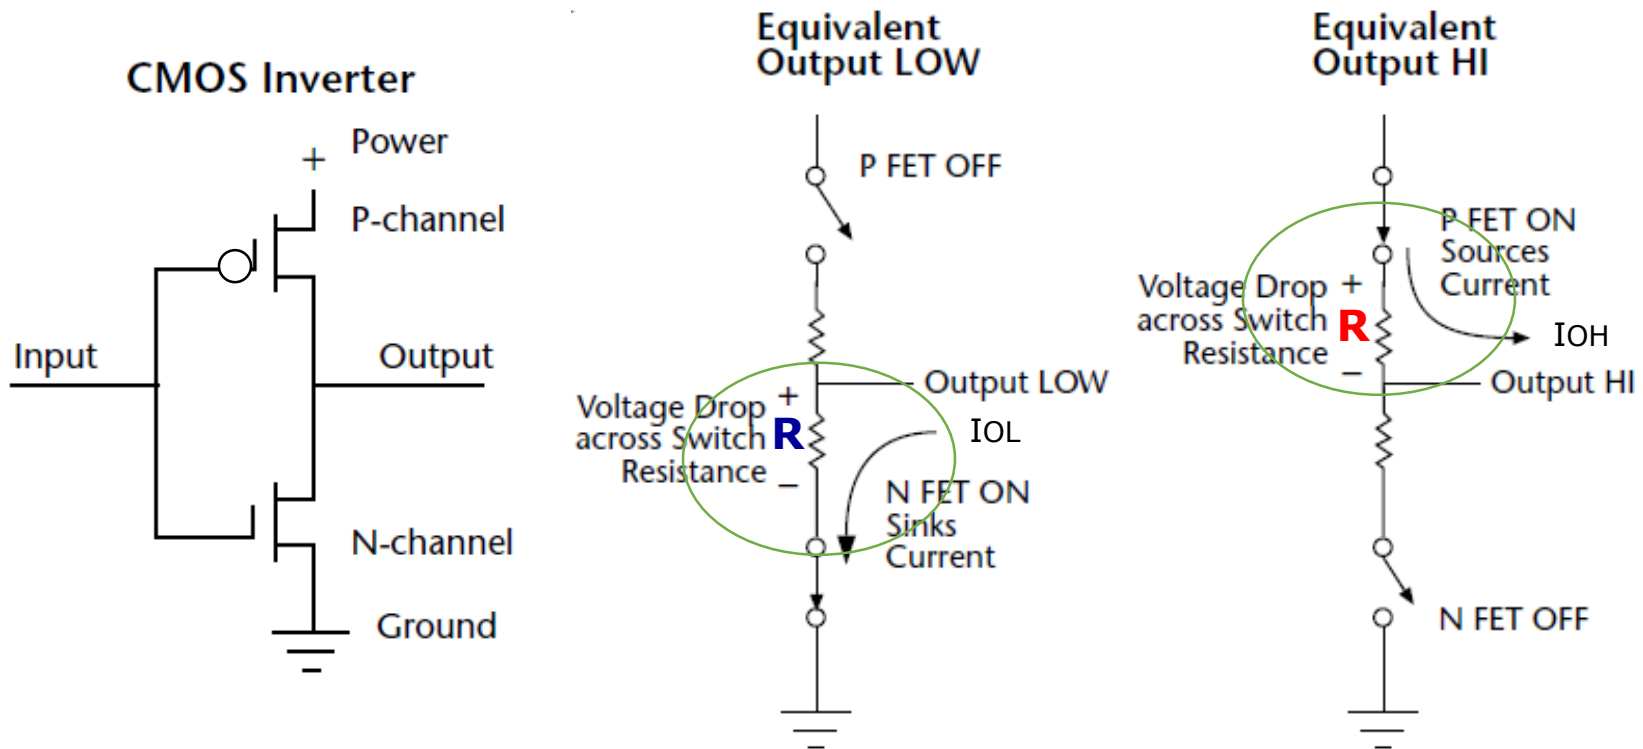 CMOS Inverter
+
Power
P-channel
Input
Output
N-channel
Ground
Equivalent
Output LOW
P FET OFF
Output LOW
Voltage Drop
across Switch
Resistance
+
R
−
IOL
N FET ON
Sinks
Current
Equivalent
Output HI
P FET ON
Sources
Current
Voltage Drop
across Switch
Resistance
+
R
−
IOH
Output HI
N FET OFF